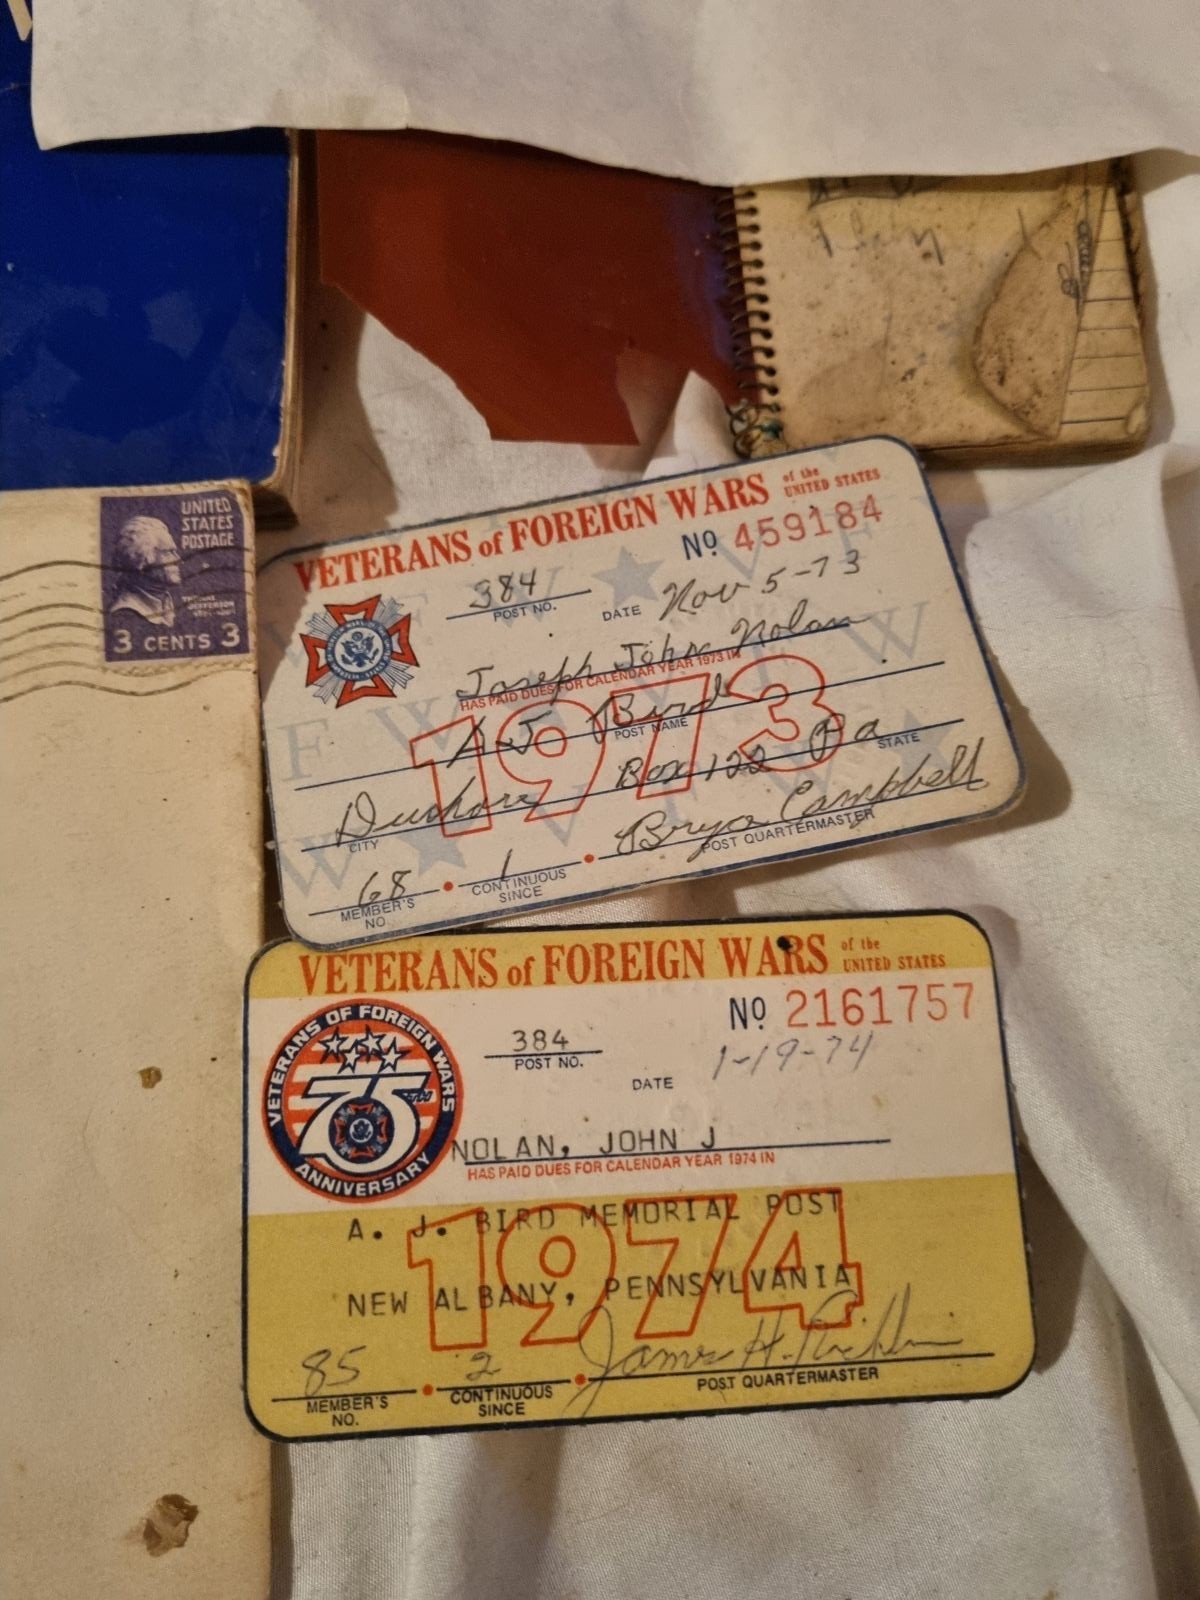 UNITED
STATES
POSTAGE
THOMAS
JEFFERSON
3 CENTS 3
VETERANS of FOREIGN WARS of the UNITED STATES
Nº 459184
384
POST NO.
DATE Nov 5-73
Joseph John Nolan
HAS PAID DUES FOR CALENDAR YEAR 1973 IN
1973
A J Bird
POST NAME
Dushore Box 122 Pa
CITY STATE
68 1 Campbell
MEMBER'S NO. CONTINUOUS SINCE POST QUARTERMASTER
VETERANS of FOREIGN WARS of the UNITED STATES
Nº 2161757
384
POST NO.
DATE 1-19-74
VETERANS OF FOREIGN WARS
75TH
ANNIVERSARY
NOLAN, JOHN J
HAS PAID DUES FOR CALENDAR YEAR 1974 IN
A. J. BIRD MEMORIAL POST
1974
NEW ALBANY, PENNSYLVANIA
85 2 James H.
MEMBER'S NO. CONTINUOUS SINCE POST QUARTERMASTER